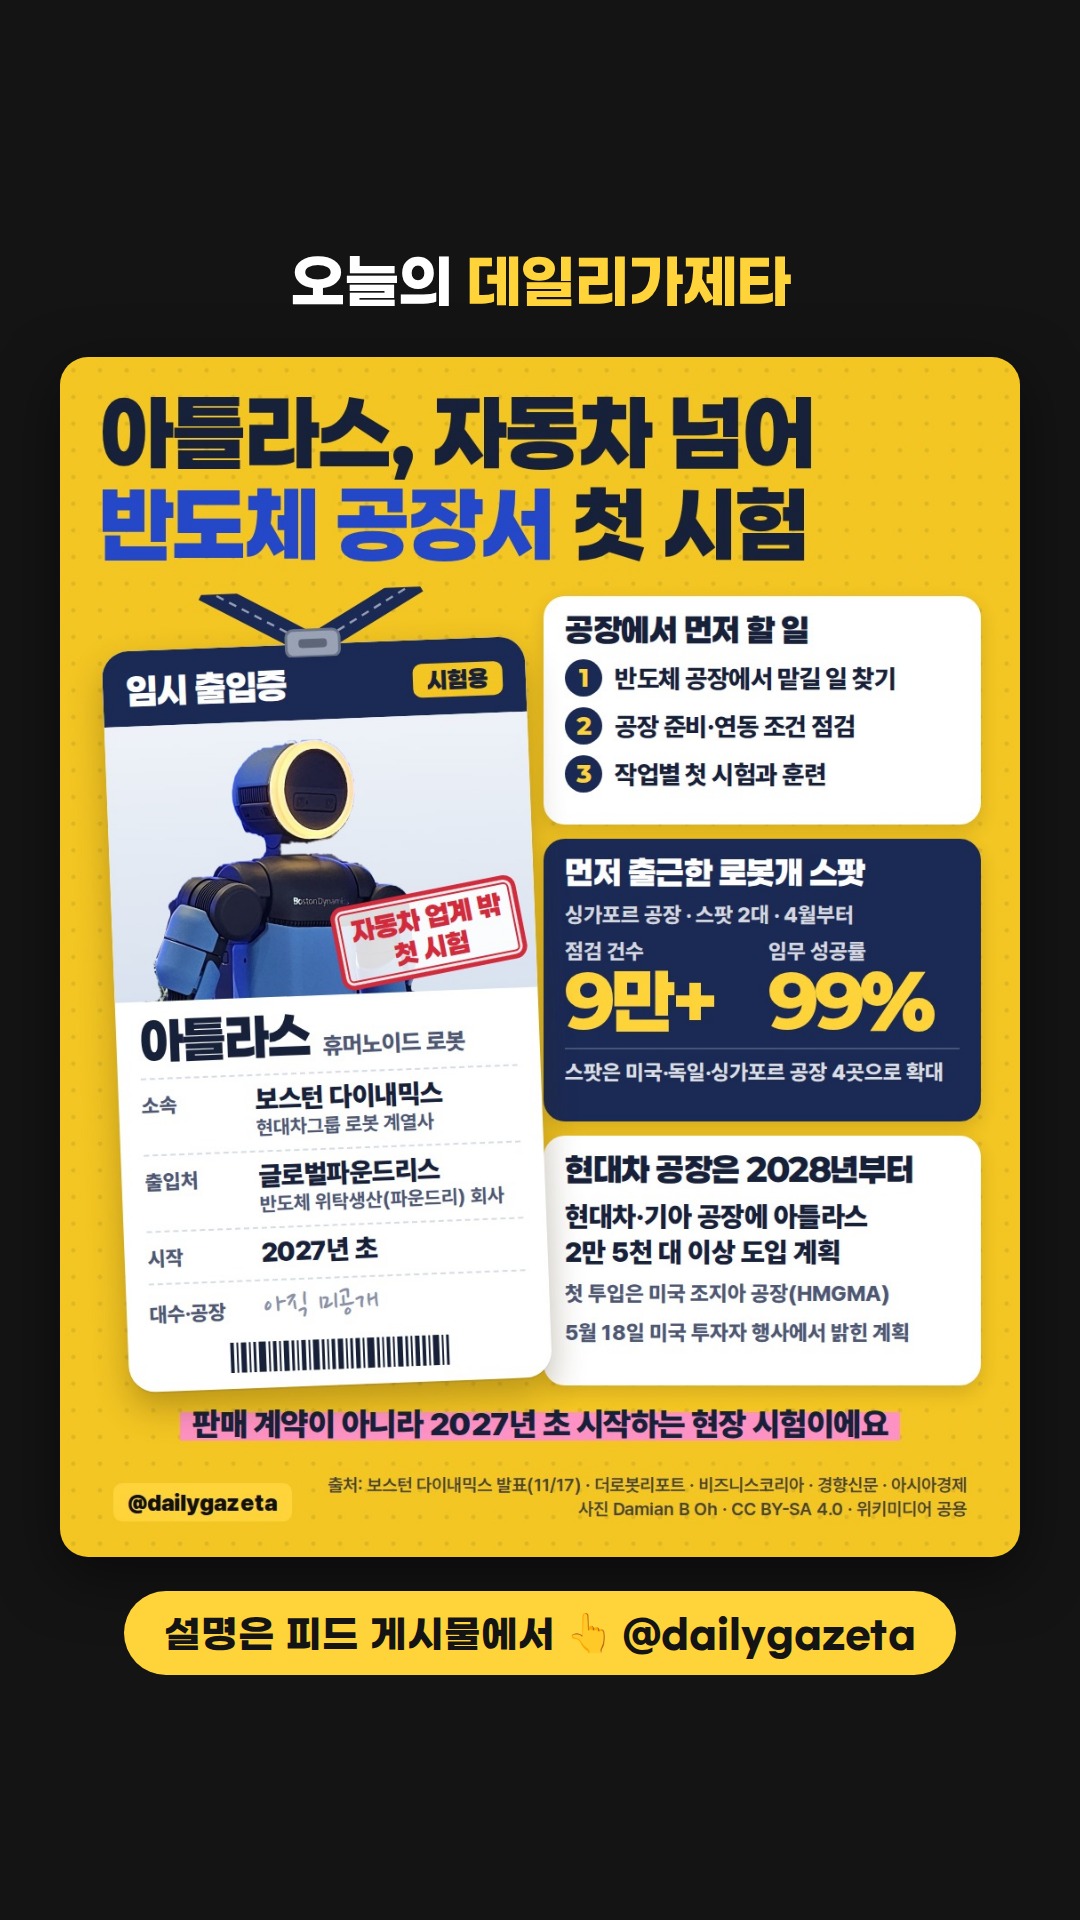 오늘의 데일리가제타
아틀라스, 자동차 넘어
반도체 공장서 첫 시험
임시 출입증
시험용
BostonDynami
자동차 업계 밖
첫 시험
아틀라스 휴머노이드 로봇
소속 보스턴 다이내믹스
현대차그룹 로봇 계열사
출입처 글로벌파운드리스
반도체 위탁생산(파운드리) 회사
시작 2027년 초
대수·공장 아직 미공개
공장에서 먼저 할 일
1 반도체 공장에서 맡길 일 찾기
2 공장 준비·연동 조건 점검
3 작업별 첫 시험과 훈련
먼저 출근한 로봇개 스팟
싱가포르 공장 · 스팟 2대 · 4월부터
점검 건수 임무 성공률
9만+ 99%
스팟은 미국·독일·싱가포르 공장 4곳으로 확대
현대차 공장은 2028년부터
현대차·기아 공장에 아틀라스
2만 5천 대 이상 도입 계획
첫 투입은 미국 조지아 공장(HMGMA)
5월 18일 미국 투자자 행사에서 밝힌 계획
판매 계약이 아니라 2027년 초 시작하는 현장 시험이에요
@dailygazeta
출처: 보스턴 다이내믹스 발표(11/17) · 더로봇리포트 · 비즈니스코리아 · 경향신문 · 아시아경제
사진 Damian B Oh · CC BY-SA 4.0 · 위키미디어 공용
설명은 피드 게시물에서 👆 @dailygazeta